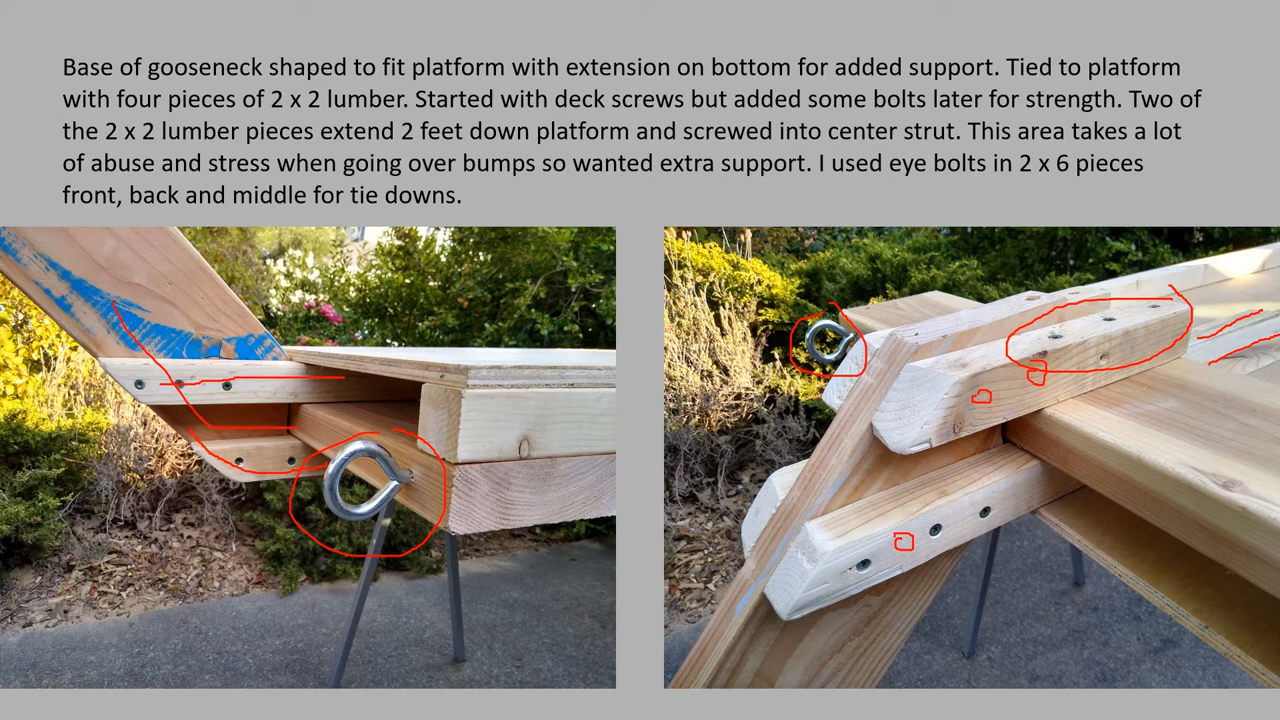 Base of gooseneck shaped to fit platform with extension on bottom for added support. Tied to platform
with four pieces of 2 x 2 lumber. Started with deck screws but added some bolts later for strength. Two of
the 2 x 2 lumber pieces extend 2 feet down platform and screwed into center strut. This area takes a lot
of abuse and stress when going over bumps so wanted extra support. I used eye bolts in 2 x 6 pieces
front, back and middle for tie downs.